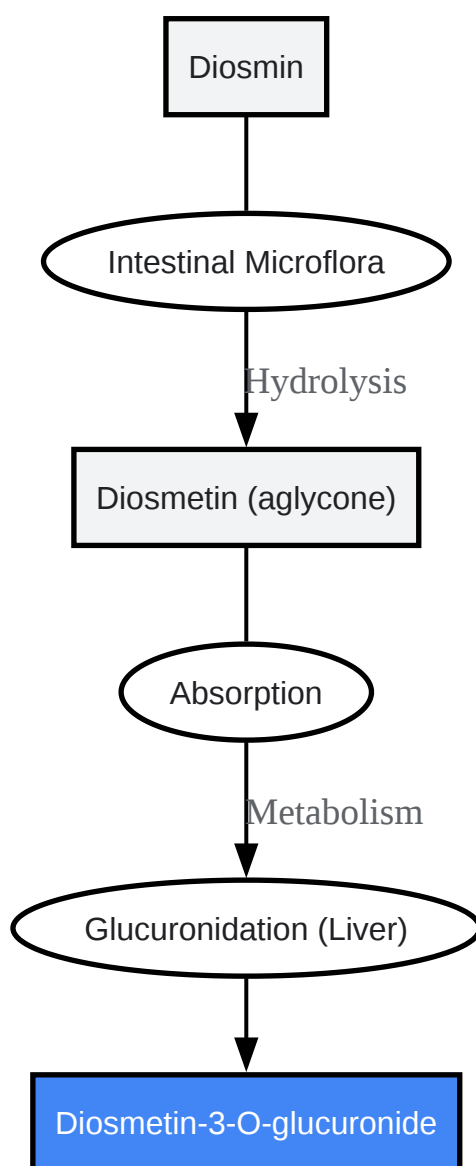 Diosmin
Intestinal Microflora
Hydrolysis
Diosmetin (aglycone)
Absorption
Metabolism
Glucuronidation (Liver)
Diosmetin-3-O-glucuronide